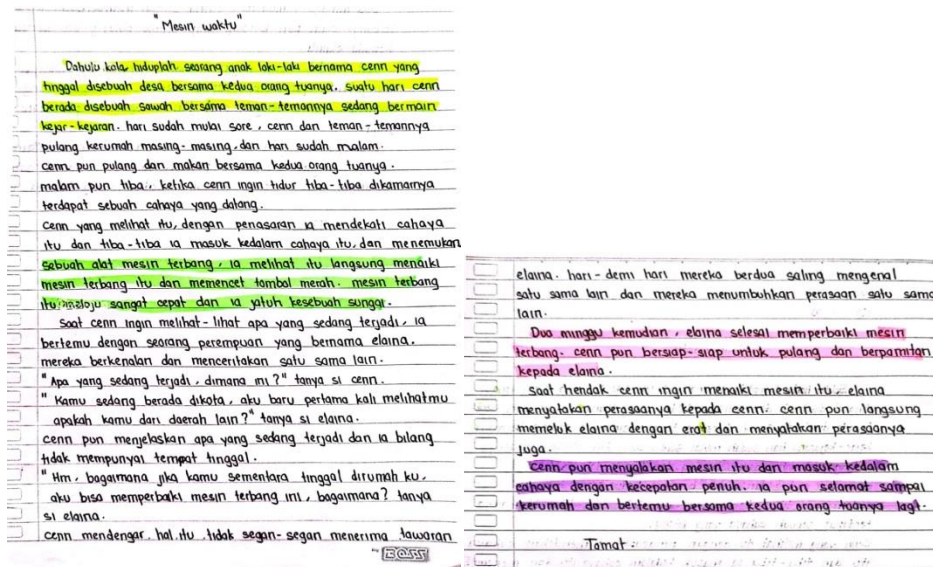 "Mesin waktu"
Dahulu kola hiduplah seorang anak laki-laki bernama cenn yang
tinggal disebuah desa bersama kedua orang tuanya. suatu hari cenn
berada disebuah sawah bersama teman-temannya sedang bermain
kejar-kejaran. hari sudah mulai sore, cenn dan teman-temannya
pulang kerumah masing-masing, dan hari sudah malam.
cenn pun pulang dan makan bersama kedua orang tuanya.
malam pun tiba, ketika cenn ingin tidur tiba-tiba dikamarnya
terdapat sebuah cahaya yang datang.
cenn yang melihat itu, dengan penasaran ia mendekati cahaya
itu dan tiba-tiba ia masuk kedalam cahaya itu, dan menemukan
sebuah alat mesin terbang, ia melihat itu langsung menaiki
mesin terbang itu dan memencet tombol merah. mesin terbang
itu melaju sangat cepat dan ia jatuh kesebuah sungai.
Saat cenn ingin melihat-lihat apa yang sedang terjadi, ia
bertemu dengan seorang perempuan yang bernama elaina.
mereka berkenalan dan menceritakan satu sama lain.
"Apa yang sedang terjadi, dimana ini?" tanya si cenn.
"Kamu sedang berada dikota, aku baru pertama kali melihatmu
apakah kamu dari daerah lain?" tanya si elaina.
cenn pun menjelaskan apa yang sedang terjadi dan ia bilang
tidak mempunyai tempat tinggal.
"Hm, bagaimana jika kamu sementara tinggal dirumah ku,
aku bisa memperbaiki mesin terbang ini, bagaimana? tanya
si elaina.
cenn mendengar hal itu tidak segan-segan menerima tawaran
BOSS
elaina. hari-demi hari mereka berdua saling mengenal
satu sama lain dan mereka menumbuhkan perasaan satu sama
lain.
Dua minggu kemudian, elaina selesai memperbaiki mesin
terbang. cenn pun bersiap-siap untuk pulang dan berpamitan
kepada elaina.
Saat hendak cenn ingin menaiki mesin itu, elaina
menyatakan perasaanya kepada cenn. cenn pun langsung
memeluk elaina dengan erat dan menyatakan perasaanya
juga.
cenn pun menyalakan mesin itu dan masuk kedalam
cahaya dengan kecepatan penuh. ia pun selamat sampai
kerumah dan bertemu bersama kedua orang tuanya lagi.
Tamat.